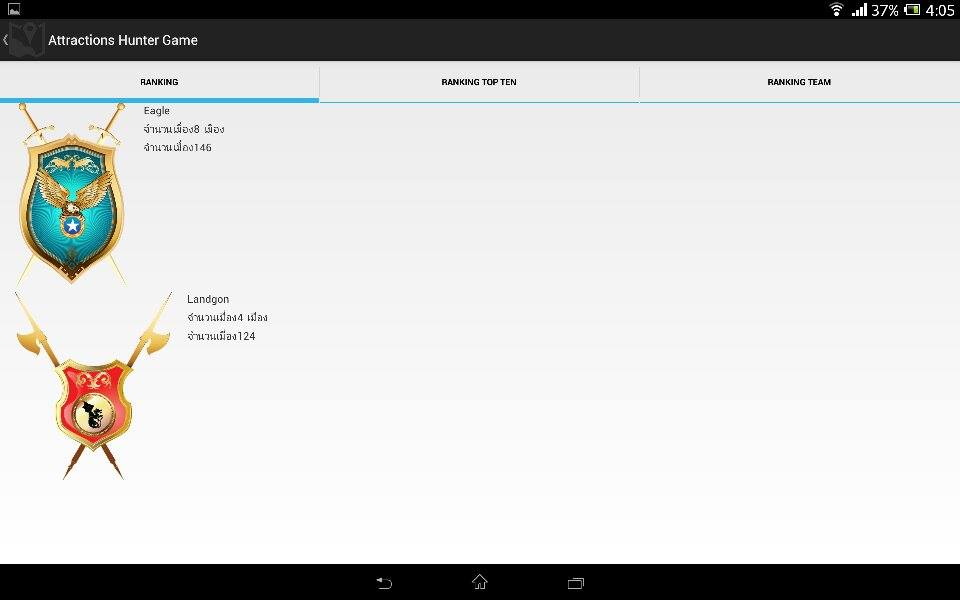 37% 4:05
Attractions Hunter Game
RANKING
RANKING TOP TEN
RANKING TEAM
Eagle
จำนวนเมือง8 เมือง
จำนวนเมือง146
Landgon
จำนวนเมือง4 เมือง
จำนวนเมือง124